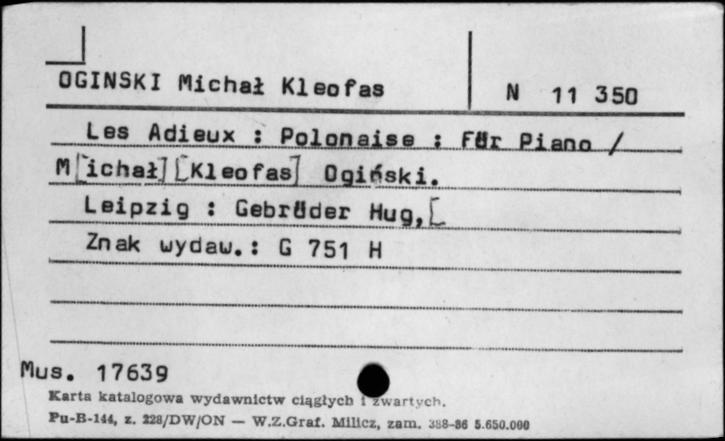 OGINSKI Michał Kleofas
N 11 350
Les Adieux : Polonaise : Für Piano /
M[ichał] [Kleofas] Ogiński.
Leipzig : Gebrüder Hug,[
Znak wydaw.: G 751 H
Mus. 17639
Karta katalogowa wydawnictw ciągłych i zwartych.
Pu-B-144, z. 228/DW/ON — W.Z.Graf. Milicz, zam. 388-86 5.650.000